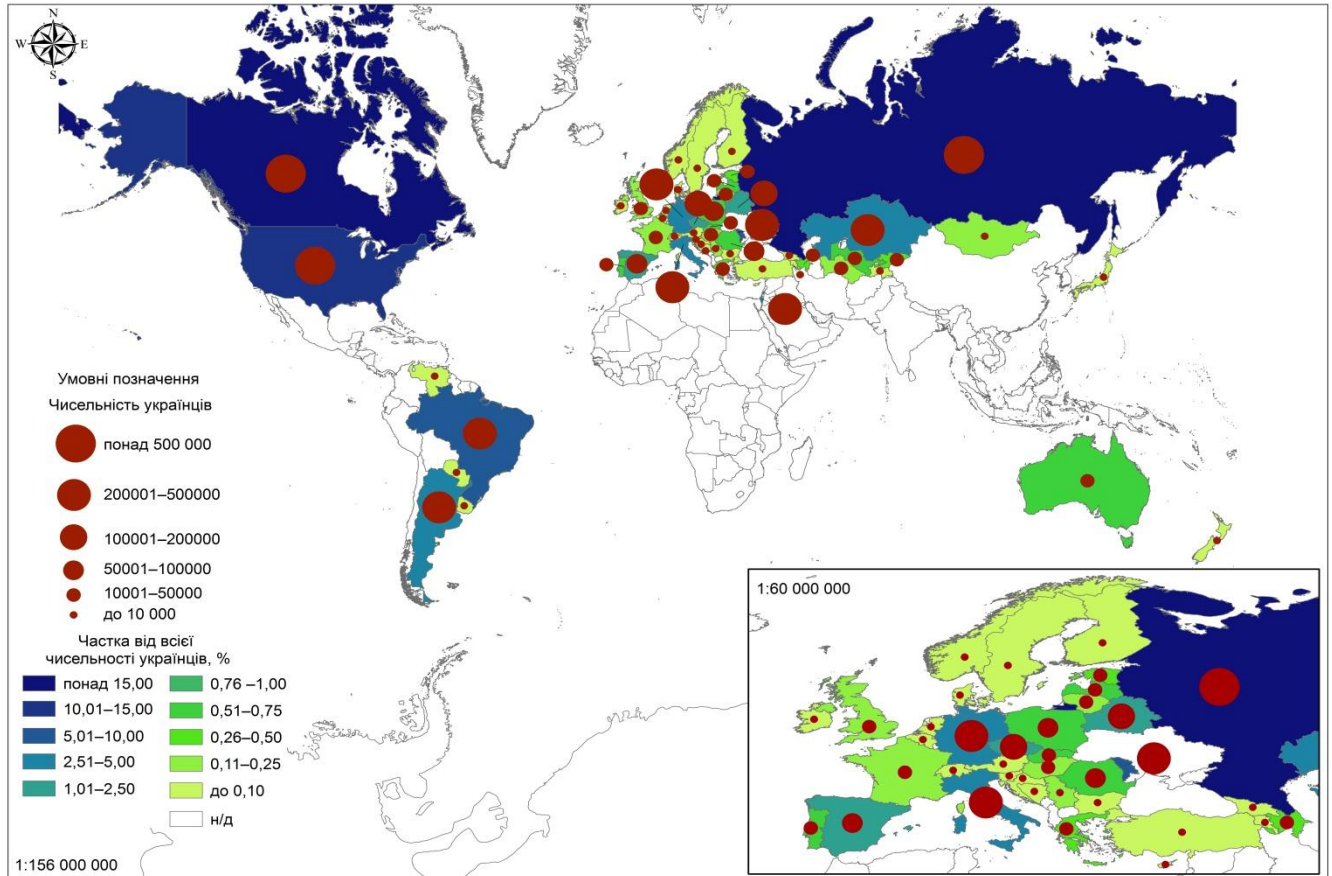 N
W E
S
Умовні позначення
Чисельність українців
понад 500 000
200001–500000
100001–200000
50001–100000
10001–50000
до 10 000
Частка від всієї
чисельності українців, %
понад 15,00
10,01–15,00
5,01–10,00
2,51–5,00
1,01–2,50
0,76 –1,00
0,51–0,75
0,26–0,50
0,11–0,25
до 0,10
н/д
1:156 000 000
1:60 000 000